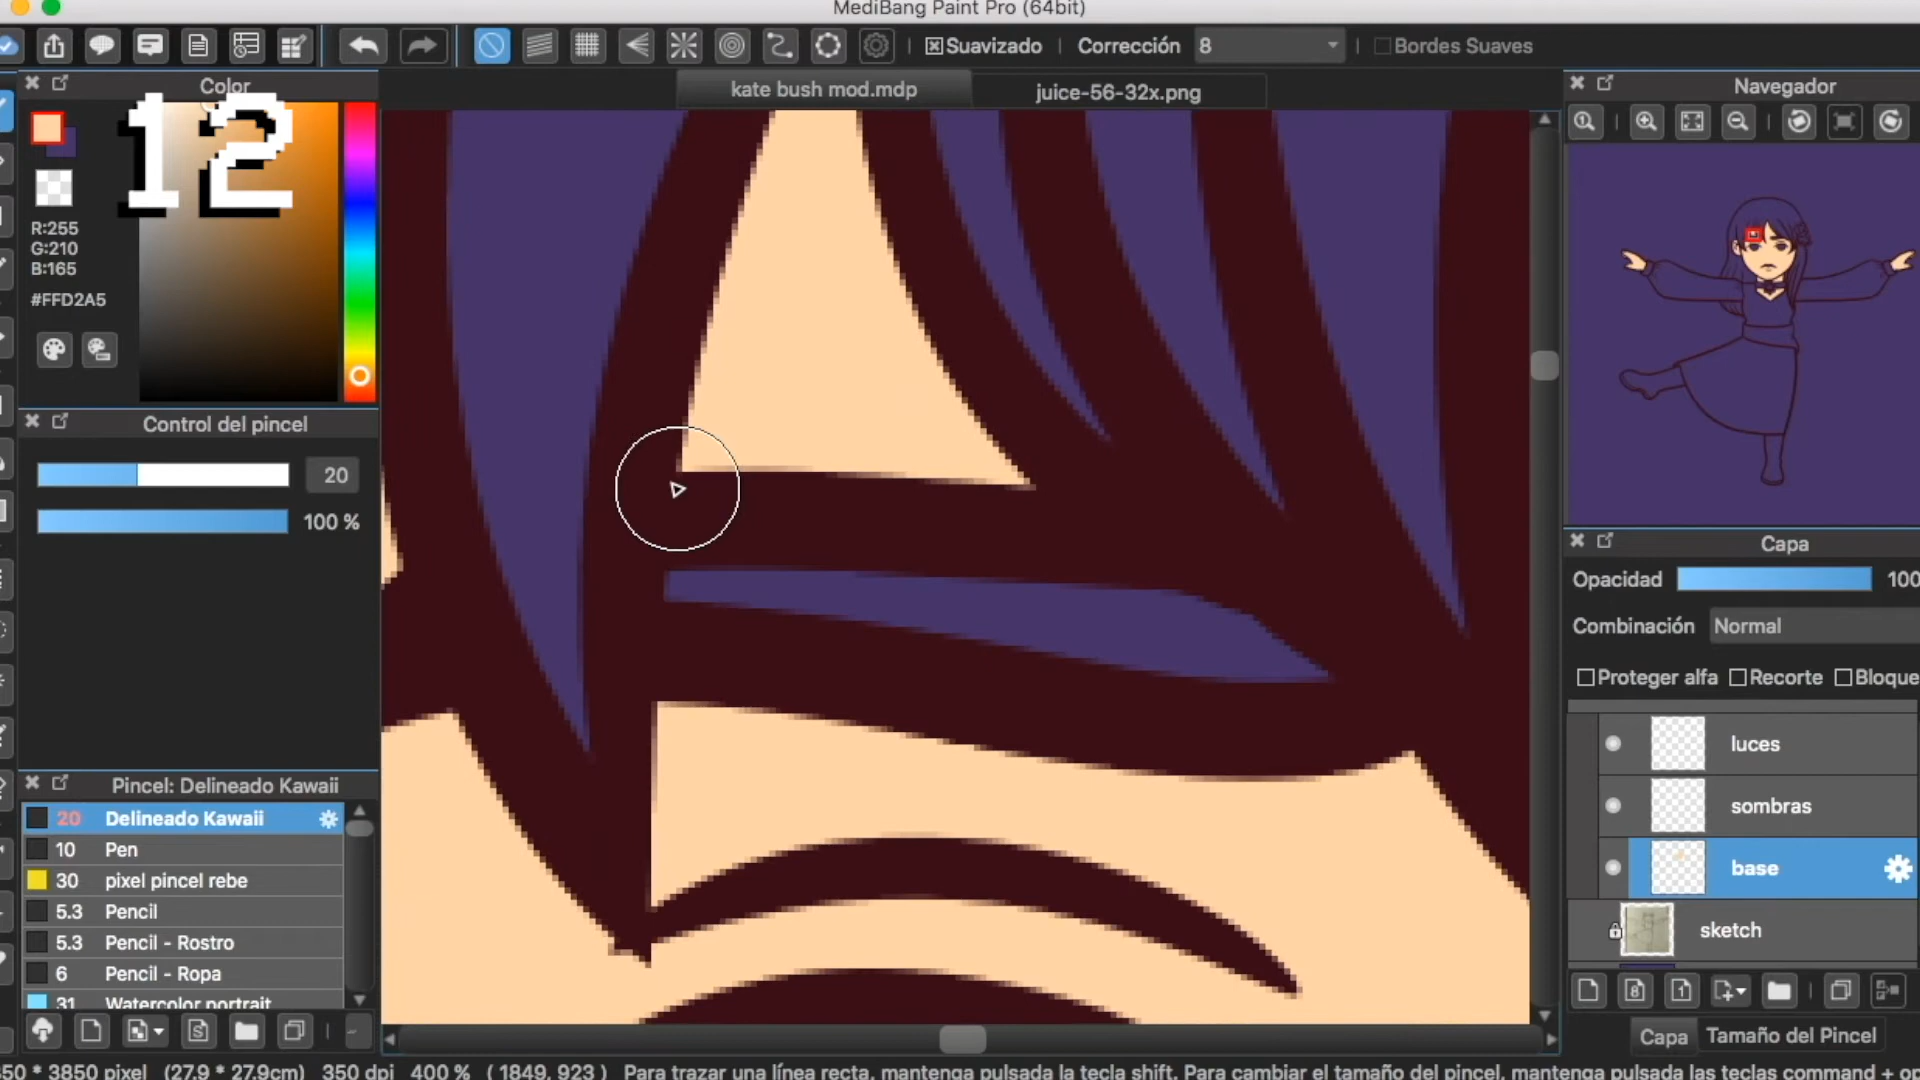 MediBang Paint Pro (64bit)
Suavizado
Corrección
8
Bordes Suaves
Color
kate bush mod.mdp
juice-56-32x.png
Navegador
12
R:255
G:210
B:165
#FFD2A5
Control del pincel
20
100 %
Capa
Opacidad
100
Combinación
Normal
Proteger alfa
Recorte
Bloque
luces
sombras
base
sketch
Pincel: Delineado Kawaii
20 Delineado Kawaii
10 Pen
30 pixel pincel rebe
5.3 Pencil
5.3 Pencil - Rostro
6 Pencil - Ropa
31 Watercolor portrait
Capa
Tamaño del Pincel
50 * 3850 pixel (27.9 * 27.9cm) 350 dpi 400 % ( 1849, 923 ) Para trazar una línea recta, mantenga pulsada la tecla shift. Para cambiar el tamaño del pincel, mantenga pulsadas las teclas command + op